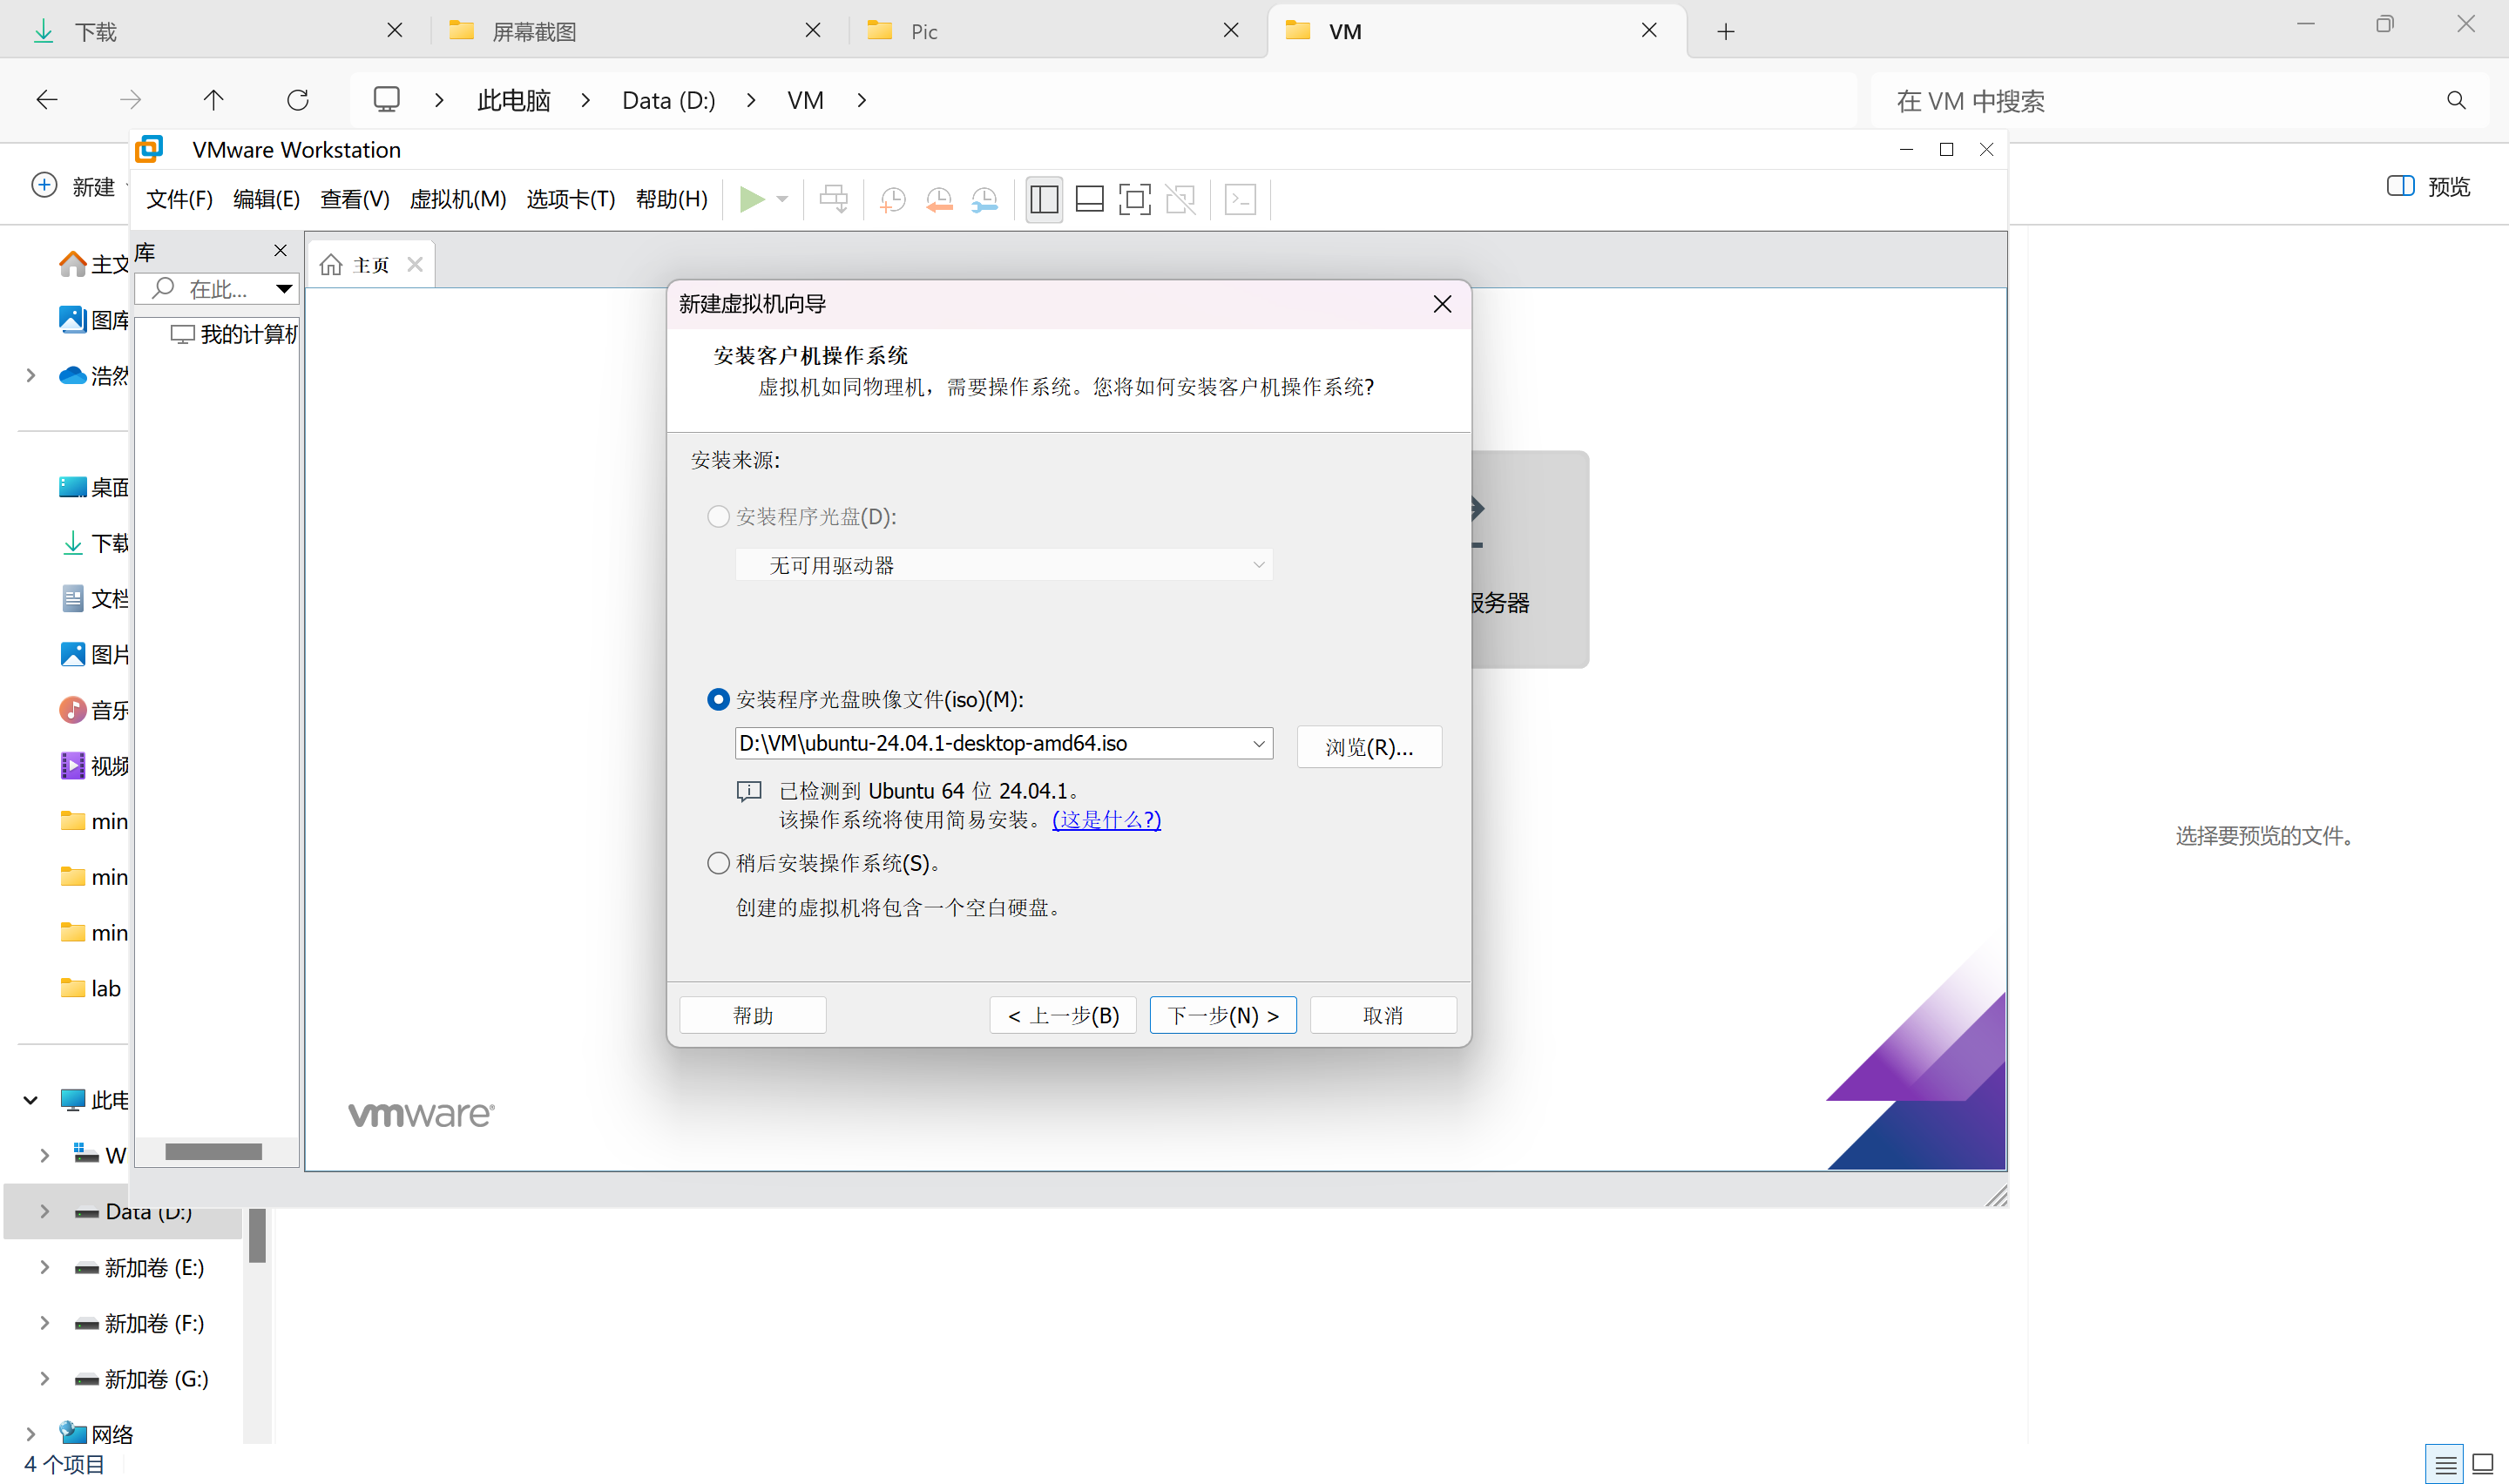 下载
屏幕截图
Pic
VM
此电脑
Data (D:)
VM
在 VM 中搜索
新建
预览
VMware Workstation
文件(F) 编辑(E) 查看(V) 虚拟机(M) 选项卡(T) 帮助(H)
库
在此...
我的计算机
主页
主文
图库
浩然
桌面
下载
文档
图片
音乐
视频
min
min
min
lab
此电
W
Data (D:)
新加卷 (E:)
新加卷 (F:)
新加卷 (G:)
网络
4 个项目
新建虚拟机向导
安装客户机操作系统
虚拟机如同物理机，需要操作系统。您将如何安装客户机操作系统?
安装来源:
安装程序光盘(D):
无可用驱动器
安装程序光盘映像文件(iso)(M):
D:\VM\ubuntu-24.04.1-desktop-amd64.iso
浏览(R)...
已检测到 Ubuntu 64 位 24.04.1。
该操作系统将使用简易安装。 (这是什么?)
稍后安装操作系统(S)。
创建的虚拟机将包含一个空白硬盘。
帮助
< 上一步(B)
下一步(N) >
取消
服务器
vmware®
选择要预览的文件。